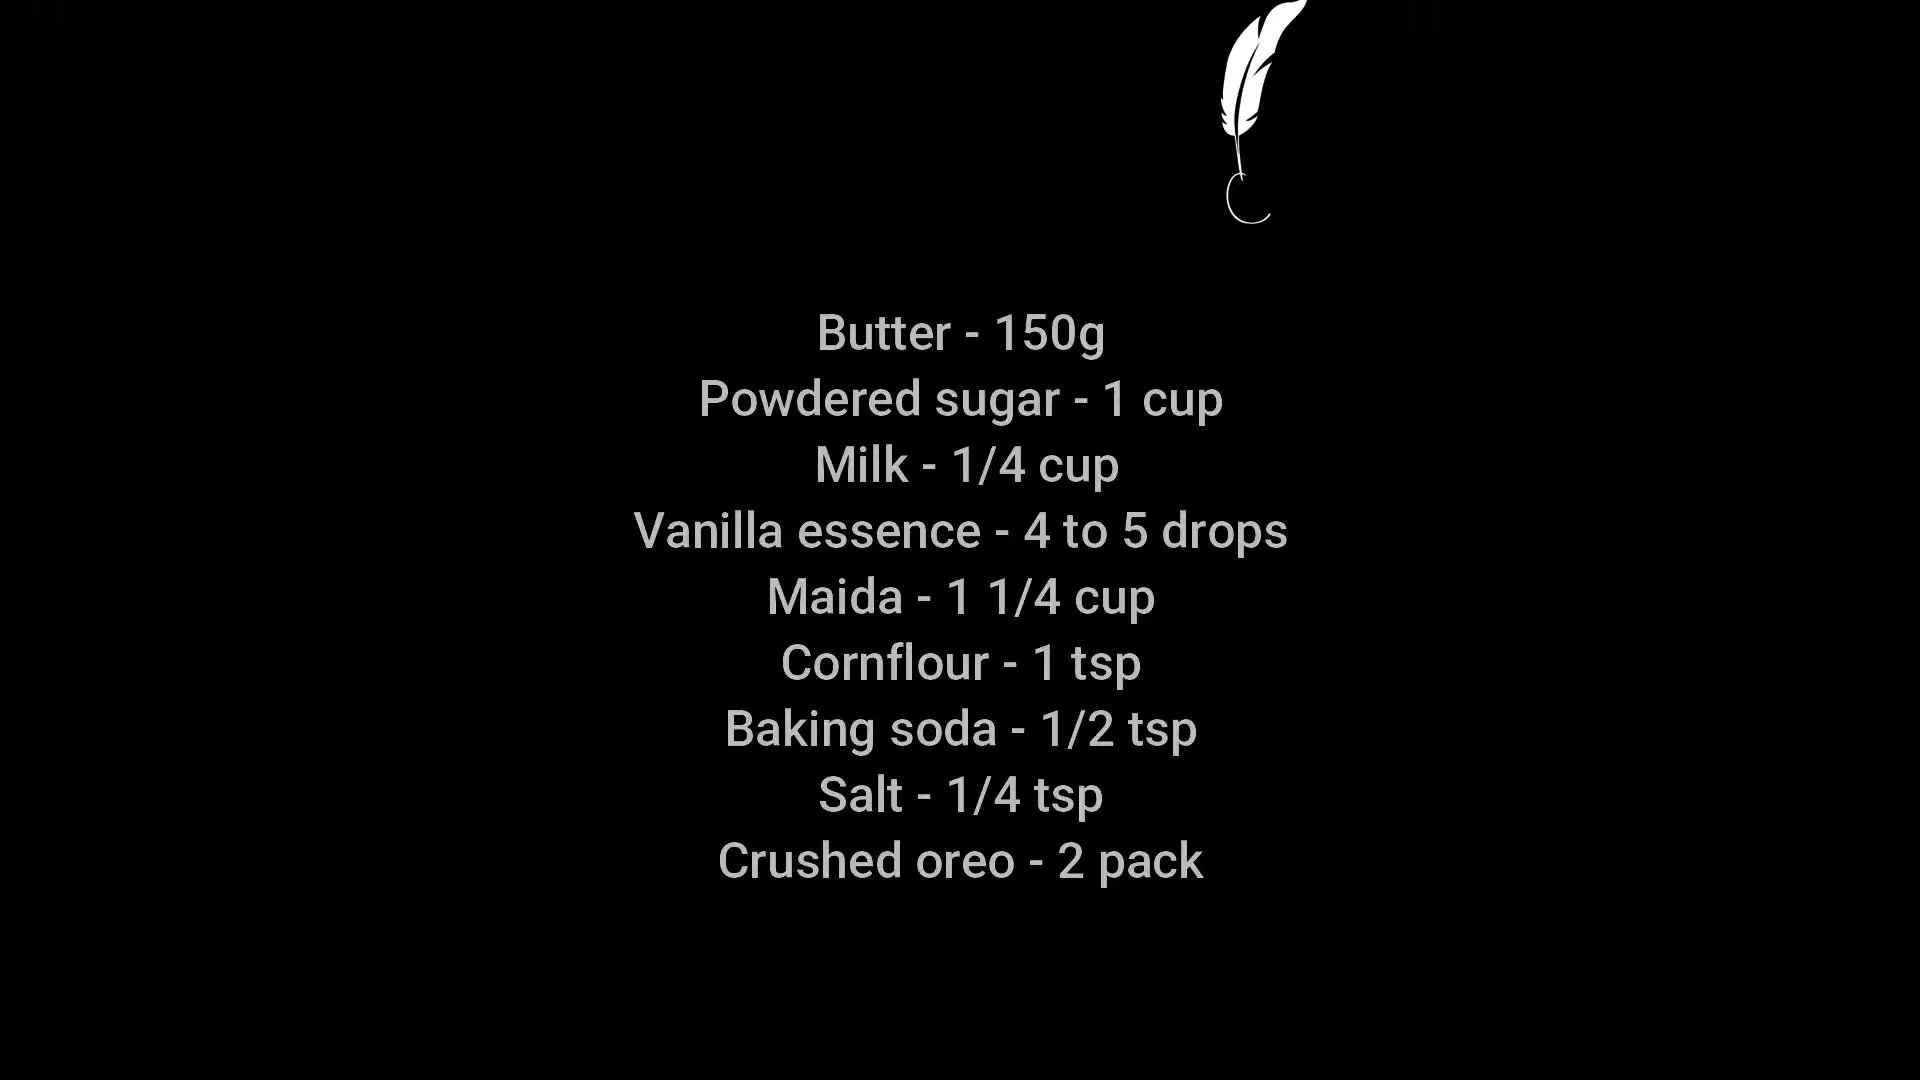 Butter - 150g
Powdered sugar - 1 cup
Milk - 1/4 cup
Vanilla essence - 4 to 5 drops
Maida - 1 1/4 cup
Cornflour - 1 tsp
Baking soda - 1/2 tsp
Salt - 1/4 tsp
Crushed oreo - 2 pack